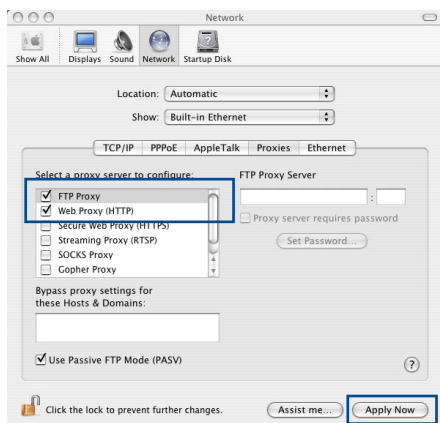 Network
Show All Displays Sound Network Startup Disk
Location: Automatic
Show: Built-in Ethernet
TCP/IP PPPoE AppleTalk Proxies Ethernet
Select a proxy server to configure: FTP Proxy Server
FTP Proxy :
Web Proxy (HTTP)
Secure Web Proxy (HTTPS) Proxy server requires password
Streaming Proxy (RTSP) Set Password...
SOCKS Proxy
Gopher Proxy
Bypass proxy settings for
these Hosts & Domains:
Use Passive FTP Mode (PASV) ?
Click the lock to prevent further changes. Assist me... Apply Now